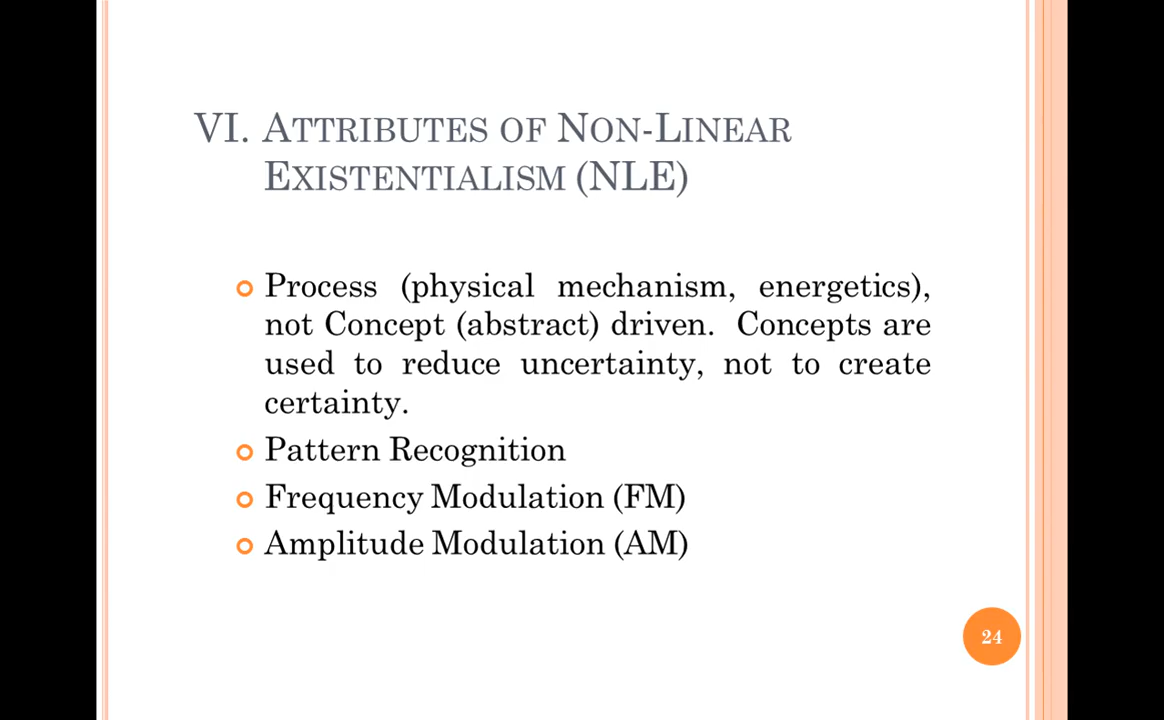 VI. ATTRIBUTES OF NON-LINEAR
EXISTENTIALISM (NLE)
Process (physical mechanism, energetics),
not Concept (abstract) driven. Concepts are
used to reduce uncertainty, not to create
certainty.
Pattern Recognition
Frequency Modulation (FM)
Amplitude Modulation (AM)
24